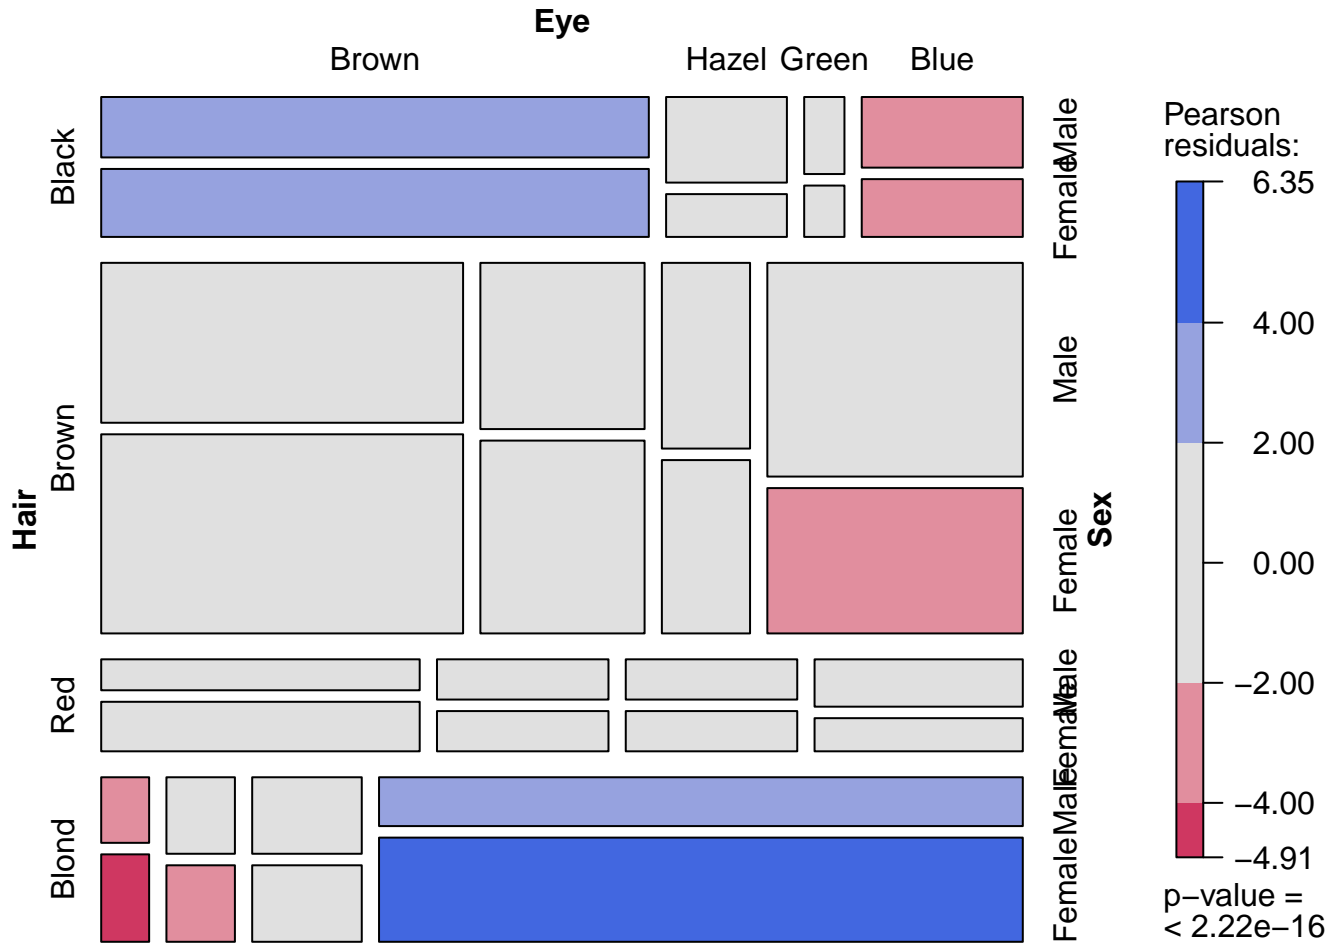 Eye
Brown Hazel Green Blue
Hair
Black
Brown
Red
Blond
Male
Female
Male
Female
Male
Female
Male
Female
Sex
Pearson
residuals:
6.35
4.00
2.00
0.00
−2.00
−4.00
−4.91
p−value =
< 2.22e−16